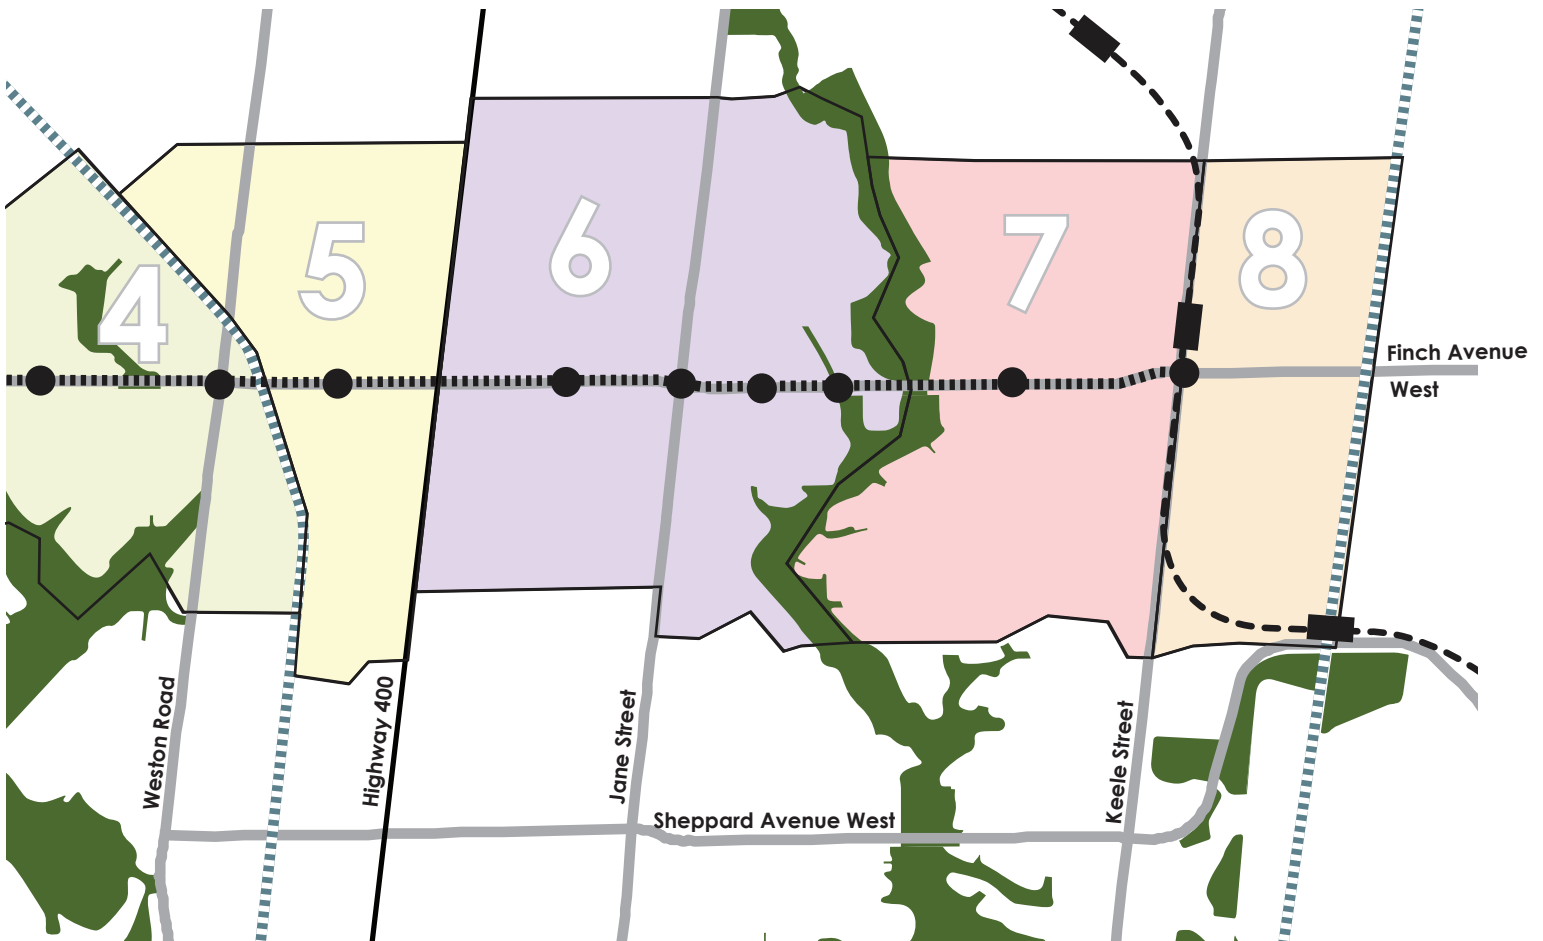 6
7
8
5
4
Finch Avenue
West
Weston Road
Highway 400
Jane Street
Keele Street
Sheppard Avenue West